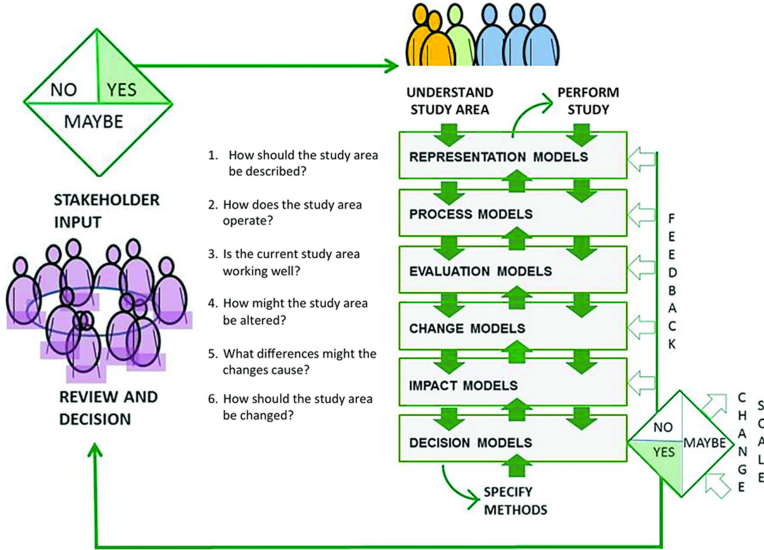 NO
YES
MAYBE
STAKEHOLDER
INPUT
REVIEW AND
DECISION
1. How should the study area
be described?
2. How does the study area
operate?
3. Is the current study area
working well?
4. How might the study area
be altered?
5. What differences might the
changes cause?
6. How should the study area
be changed?
UNDERSTAND
STUDY AREA
PERFORM
STUDY
REPRESENTATION MODELS
PROCESS MODELS
EVALUATION MODELS
CHANGE MODELS
IMPACT MODELS
DECISION MODELS
SPECIFY
METHODS
FEEDBACK
NO
YES
MAYBE
CHANGE
SCALE